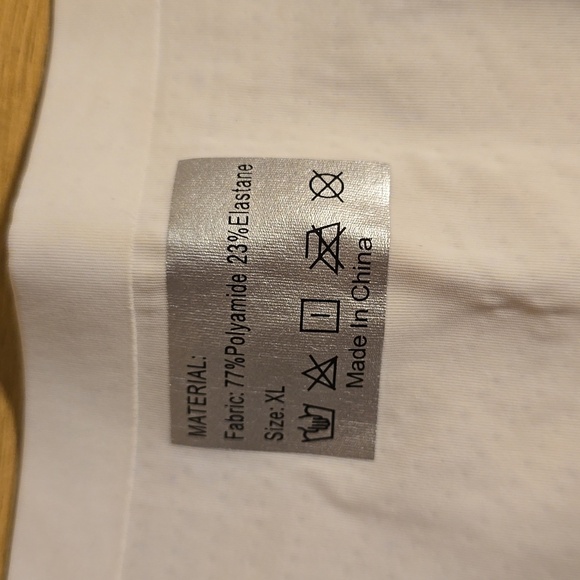 MATERIAL:
Fabric: 77%Polyamide 23%Elastane
Size: XL
Made In China